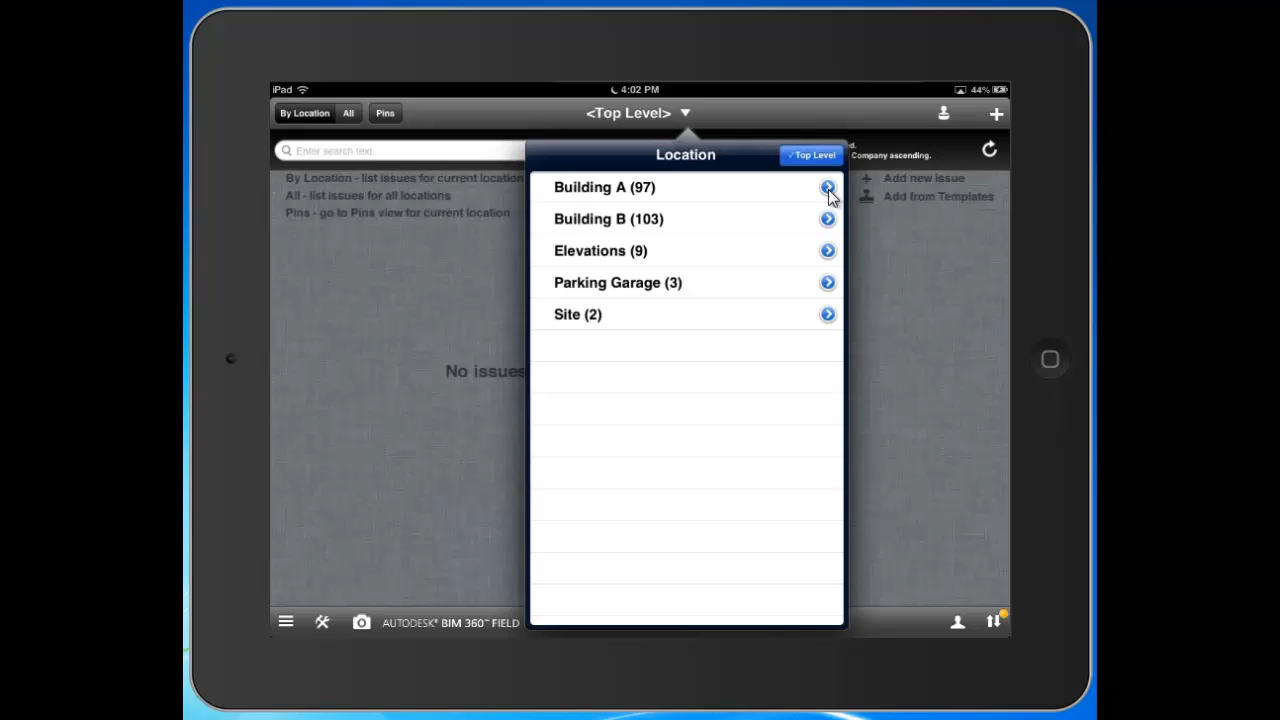 iPad
4:02 PM
44%
By Location
All
Pins
<Top Level>
Enter search text.
Location
✓Top Level
d.
Company ascending.
By Location - list issues for current location
All - list issues for all locations
Pins - go to Pins view for current location
Add new issue
Add from Templates
Building A (97)
Building B (103)
Elevations (9)
Parking Garage (3)
Site (2)
No issues
AUTODESK® BIM 360™ FIELD